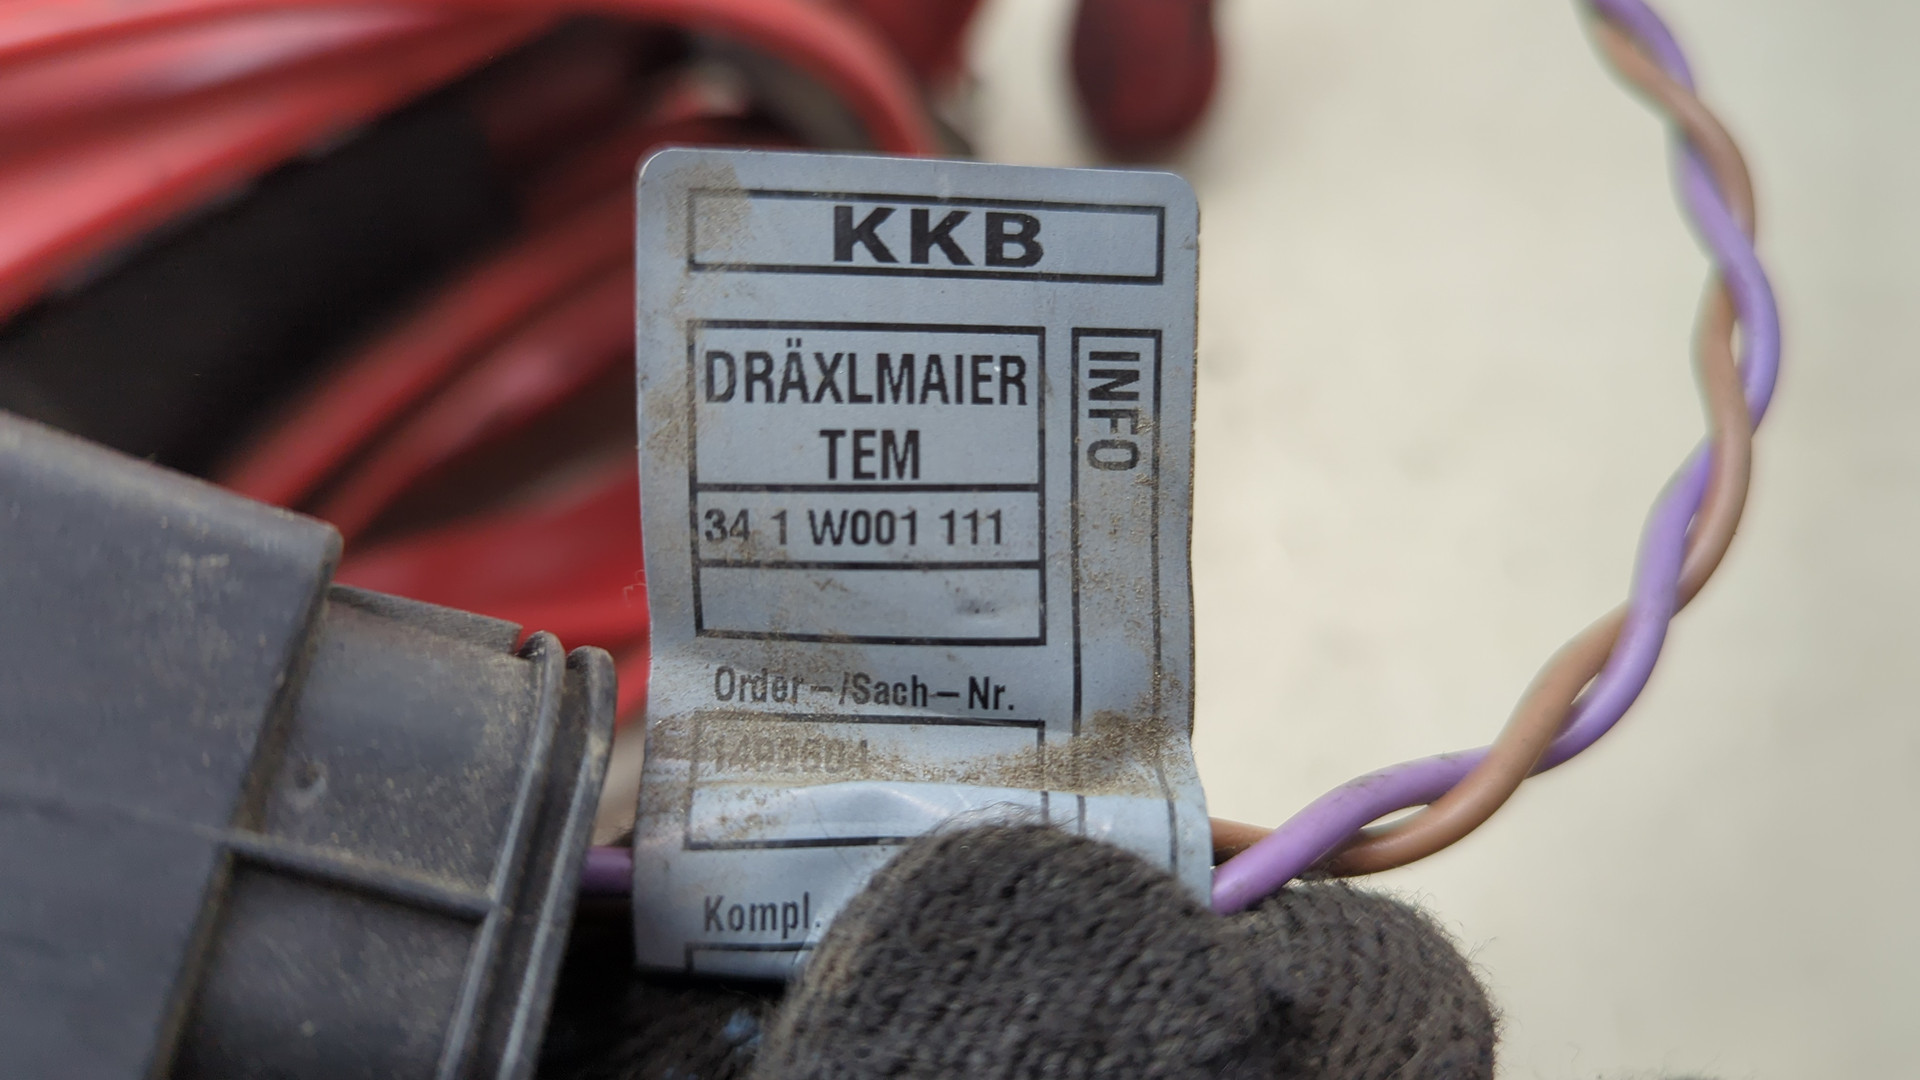 KKB
DRÄXLMAIER
TEM
INFO
34 1 W001 111
Order-/Sach-Nr.
Kompl.